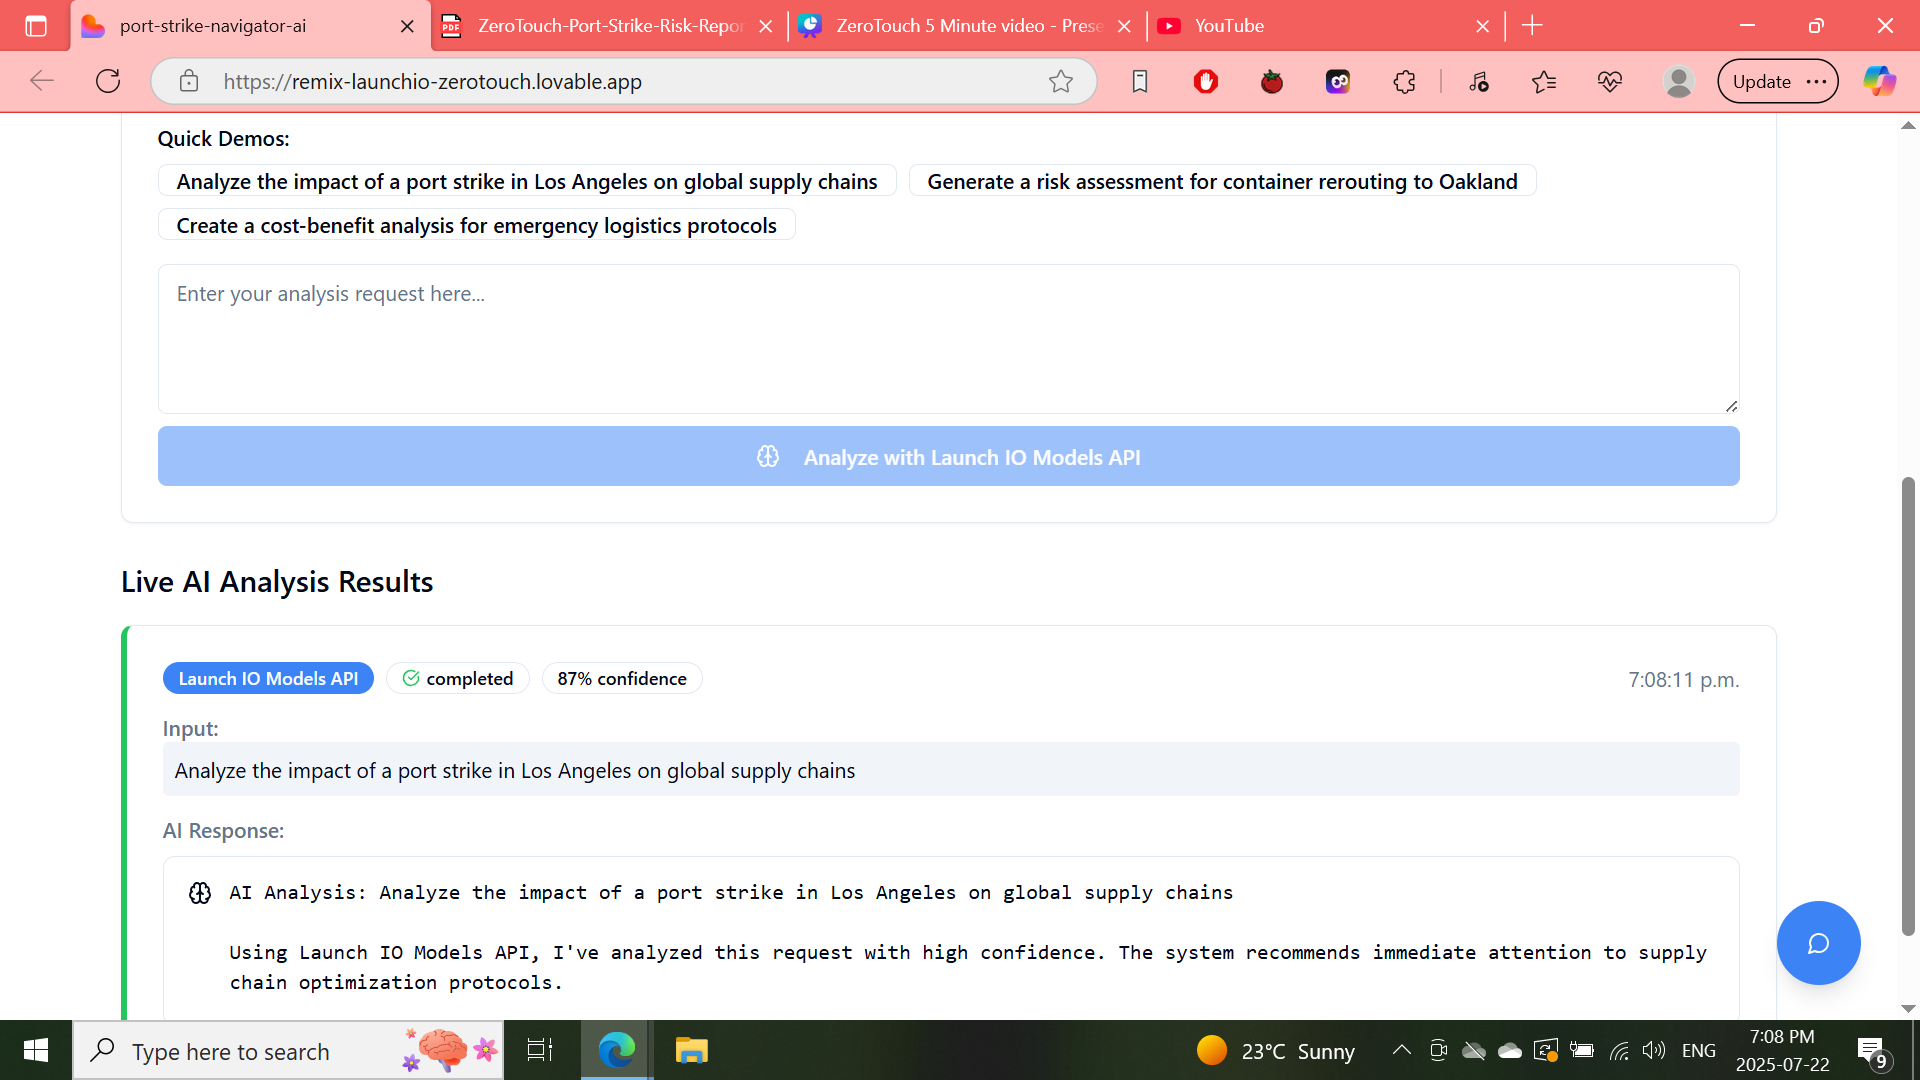 port-strike-navigator-ai
PDF
ZeroTouch-Port-Strike-Risk-Repor
ZeroTouch 5 Minute video - Prese
YouTube
https://remix-launchio-zerotouch.lovable.app
Update
Quick Demos:
Analyze the impact of a port strike in Los Angeles on global supply chains
Generate a risk assessment for container rerouting to Oakland
Create a cost-benefit analysis for emergency logistics protocols
Enter your analysis request here...
Analyze with Launch IO Models API
Live AI Analysis Results
Launch IO Models API
completed
87% confidence
7:08:11 p.m.
Input:
Analyze the impact of a port strike in Los Angeles on global supply chains
AI Response:
AI Analysis: Analyze the impact of a port strike in Los Angeles on global supply chains
Using Launch IO Models API, I've analyzed this request with high confidence. The system recommends immediate attention to supply
chain optimization protocols.
Type here to search
23°C Sunny
ENG
7:08 PM
2025-07-22
9